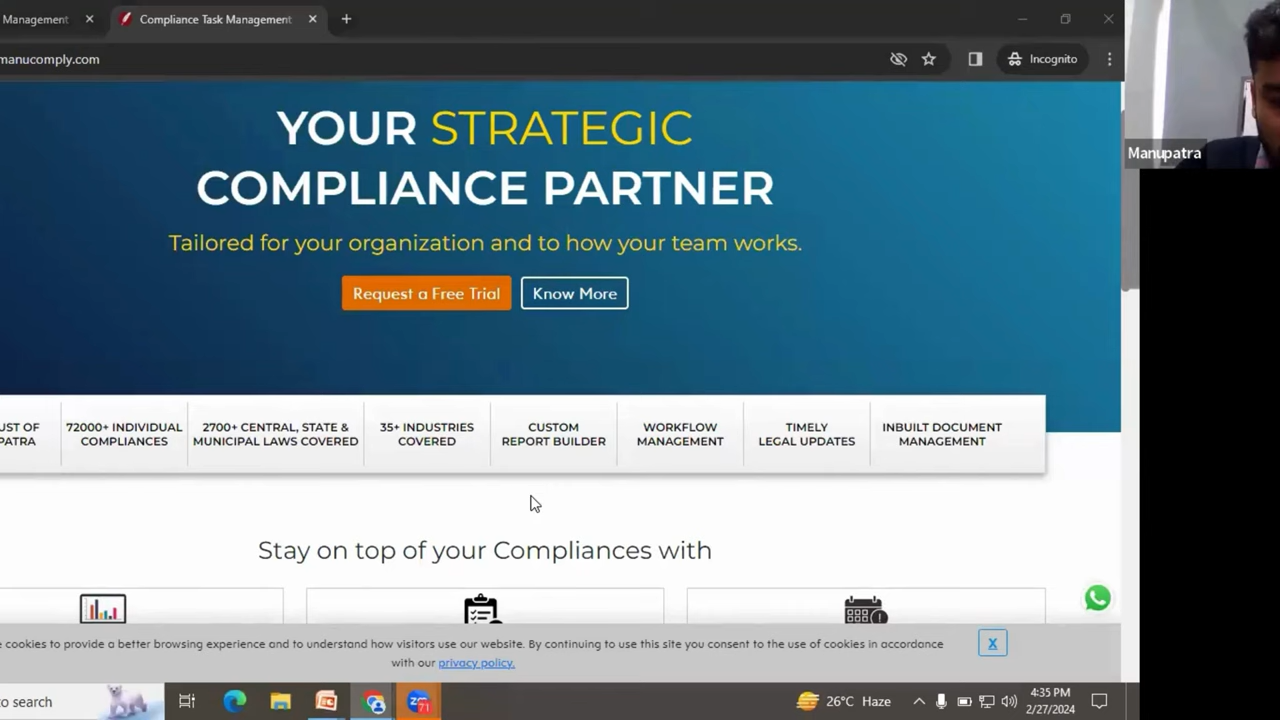 Management
Compliance Task Management
manucomply.com
Incognito
Manupatra
YOUR STRATEGIC
COMPLIANCE PARTNER
Tailored for your organization and to how your team works.
Request a Free Trial
Know More
UST OF
PATRA
72000+ INDIVIDUAL
COMPLIANCES
2700+ CENTRAL, STATE &
MUNICIPAL LAWS COVERED
35+ INDUSTRIES
COVERED
CUSTOM
REPORT BUILDER
WORKFLOW
MANAGEMENT
TIMELY
LEGAL UPDATES
INBUILT DOCUMENT
MANAGEMENT
Stay on top of your Compliances with
e cookies to provide a better browsing experience and to understand how visitors use our website. By continuing to use this site you consent to the use of cookies in accordance
with our privacy policy.
X
to search
71
26°C Haze
4:35 PM
2/27/2024